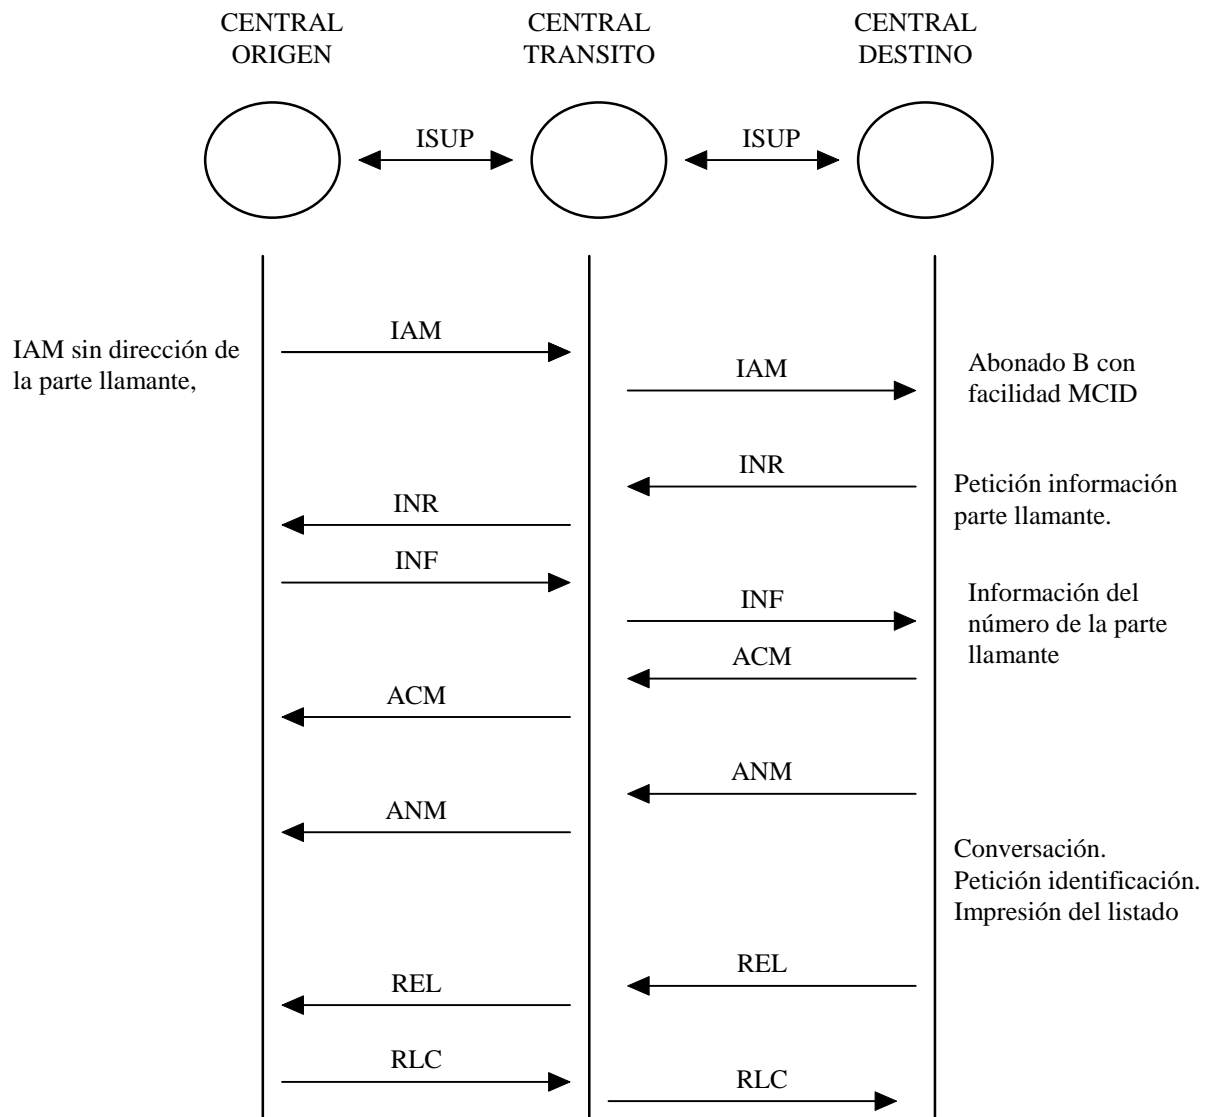 CENTRAL
ORIGEN
CENTRAL
TRANSITO
CENTRAL
DESTINO
ISUP
ISUP
IAM
IAM sin dirección de
la parte llamante,
IAM
Abonado B con
facilidad MCID
INR
Petición información
parte llamante.
INR
INF
INF
Información del
número de la parte
llamante
ACM
ACM
ANM
ANM
Conversación.
Petición identificación.
Impresión del listado
REL
REL
RLC
RLC